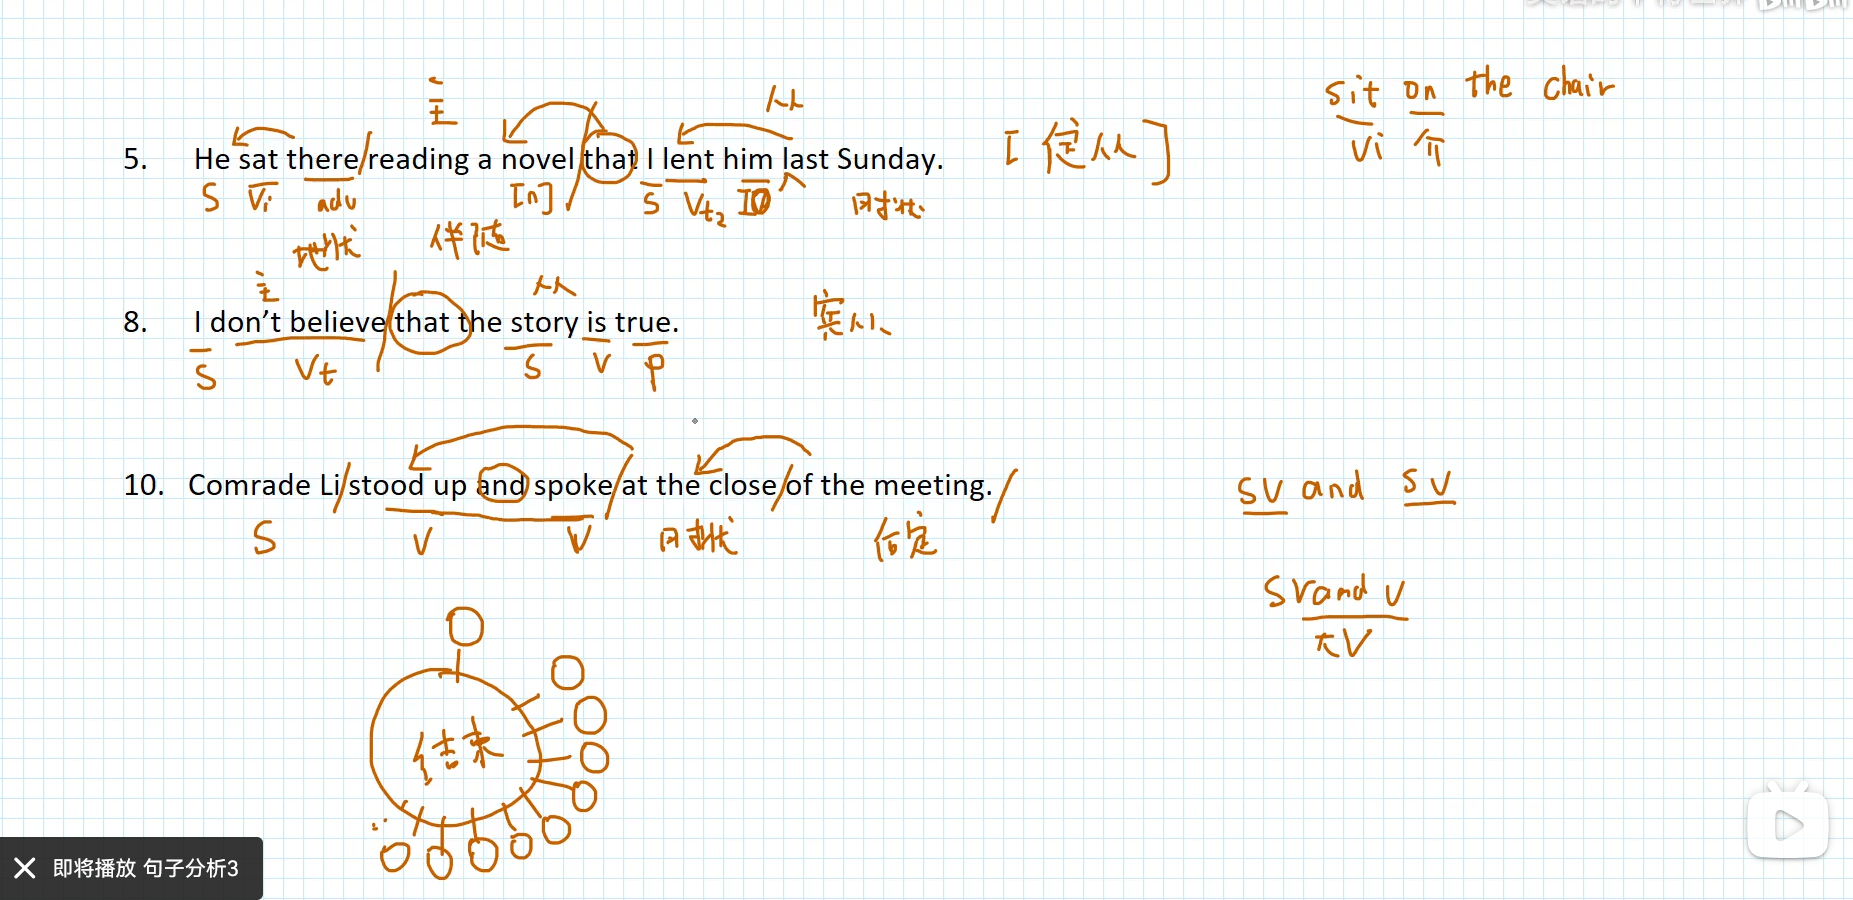 sit on the chair
主
从
5. He sat there reading a novel that I lent him last Sunday.
[定从]
Vi 介
S Vi adv [n] S Vt2 IO 时状
地状 伴随
主 从
8. I don't believe that the story is true.
宾从
S Vt S V P
10. Comrade Li stood up and spoke at the close of the meeting.
SV and SV
S V V 时状 后定
SV and V
大V
结束
即将播放 句子分析3